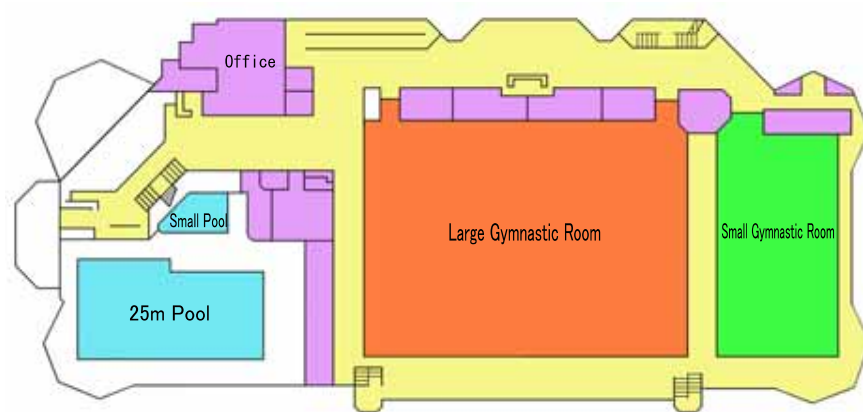 Office
Small Pool
Large Gymnastic Room
Small Gymnastic Room
25m Pool